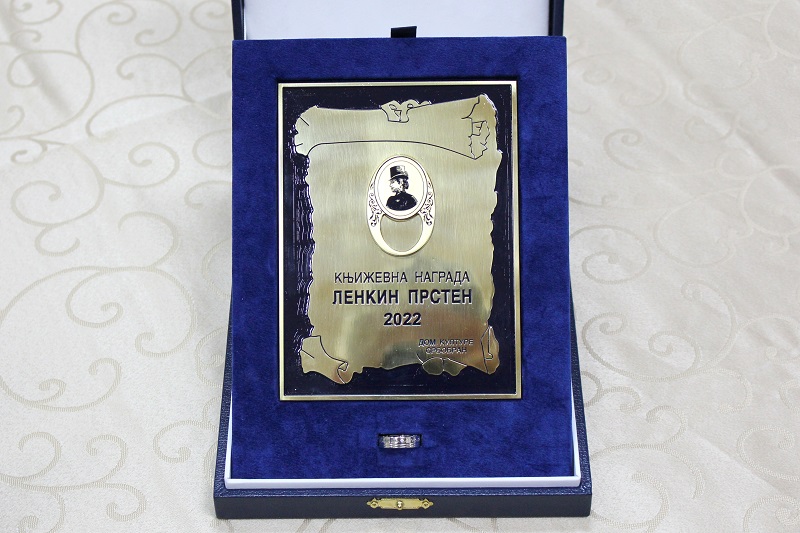 КЊИЖЕВНА НАГРАДА
ЛЕНКИН ПРСТЕН
2022
ДОМ КУЛТУРЕ
СРБОБРАН